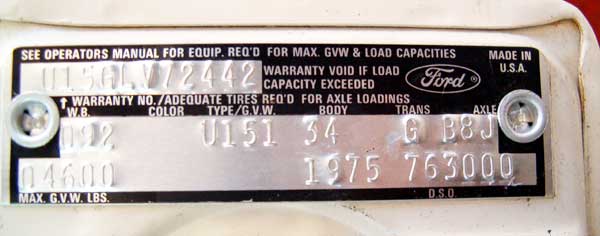 SEE OPERATORS MANUAL FOR EQUIP. REQ'D FOR MAX. GVW & LOAD CAPACITIES
MADE IN
U.S.A.
U15GLV72442
WARRANTY VOID IF LOAD
CAPACITY EXCEEDED
Ford
↑ WARRANTY NO./ADEQUATE TIRES REQ'D FOR AXLE LOADINGS
W.B. COLOR TYPE/G.V.W. BODY TRANS AXLE
092 U151 34 G B8J
04600 1975 763000
MAX. G.V.W. LBS. D.S.O.